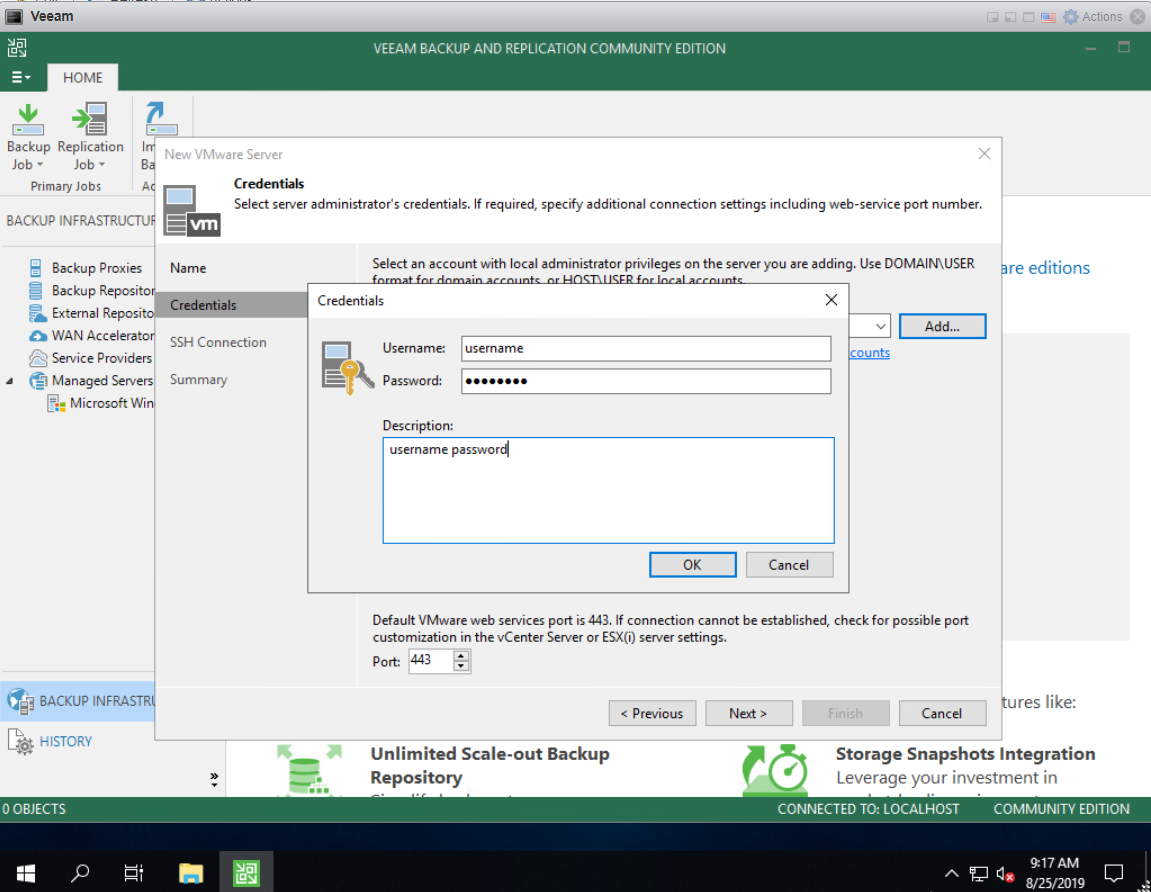 Veeam
Actions
VEEAM BACKUP AND REPLICATION COMMUNITY EDITION
HOME
Backup Job
Replication Job
Primary Jobs
BACKUP INFRASTRUCTUR
Backup Proxies
Backup Repositor
External Reposito
WAN Accelerator
Service Providers
Managed Servers
Microsoft Win
BACKUP INFRASTRU
HISTORY
New VMware Server
Credentials
Select server administrator's credentials. If required, specify additional connection settings including web-service port number.
vm
Name
Credentials
SSH Connection
Summary
Select an account with local administrator privileges on the server you are adding. Use DOMAIN\USER
format for domain accounts, or HOST\USER for local accounts.
Add...
counts
Credentials
Username: username
Password: ●●●●●●●●
Description:
username password
OK Cancel
Default VMware web services port is 443. If connection cannot be established, check for possible port
customization in the vCenter Server or ESX(i) server settings.
Port: 443
< Previous Next > Finish Cancel
are editions
tures like:
Unlimited Scale-out Backup
Repository
Storage Snapshots Integration
Leverage your investment in
0 OBJECTS
CONNECTED TO: LOCALHOST COMMUNITY EDITION
9:17 AM
8/25/2019